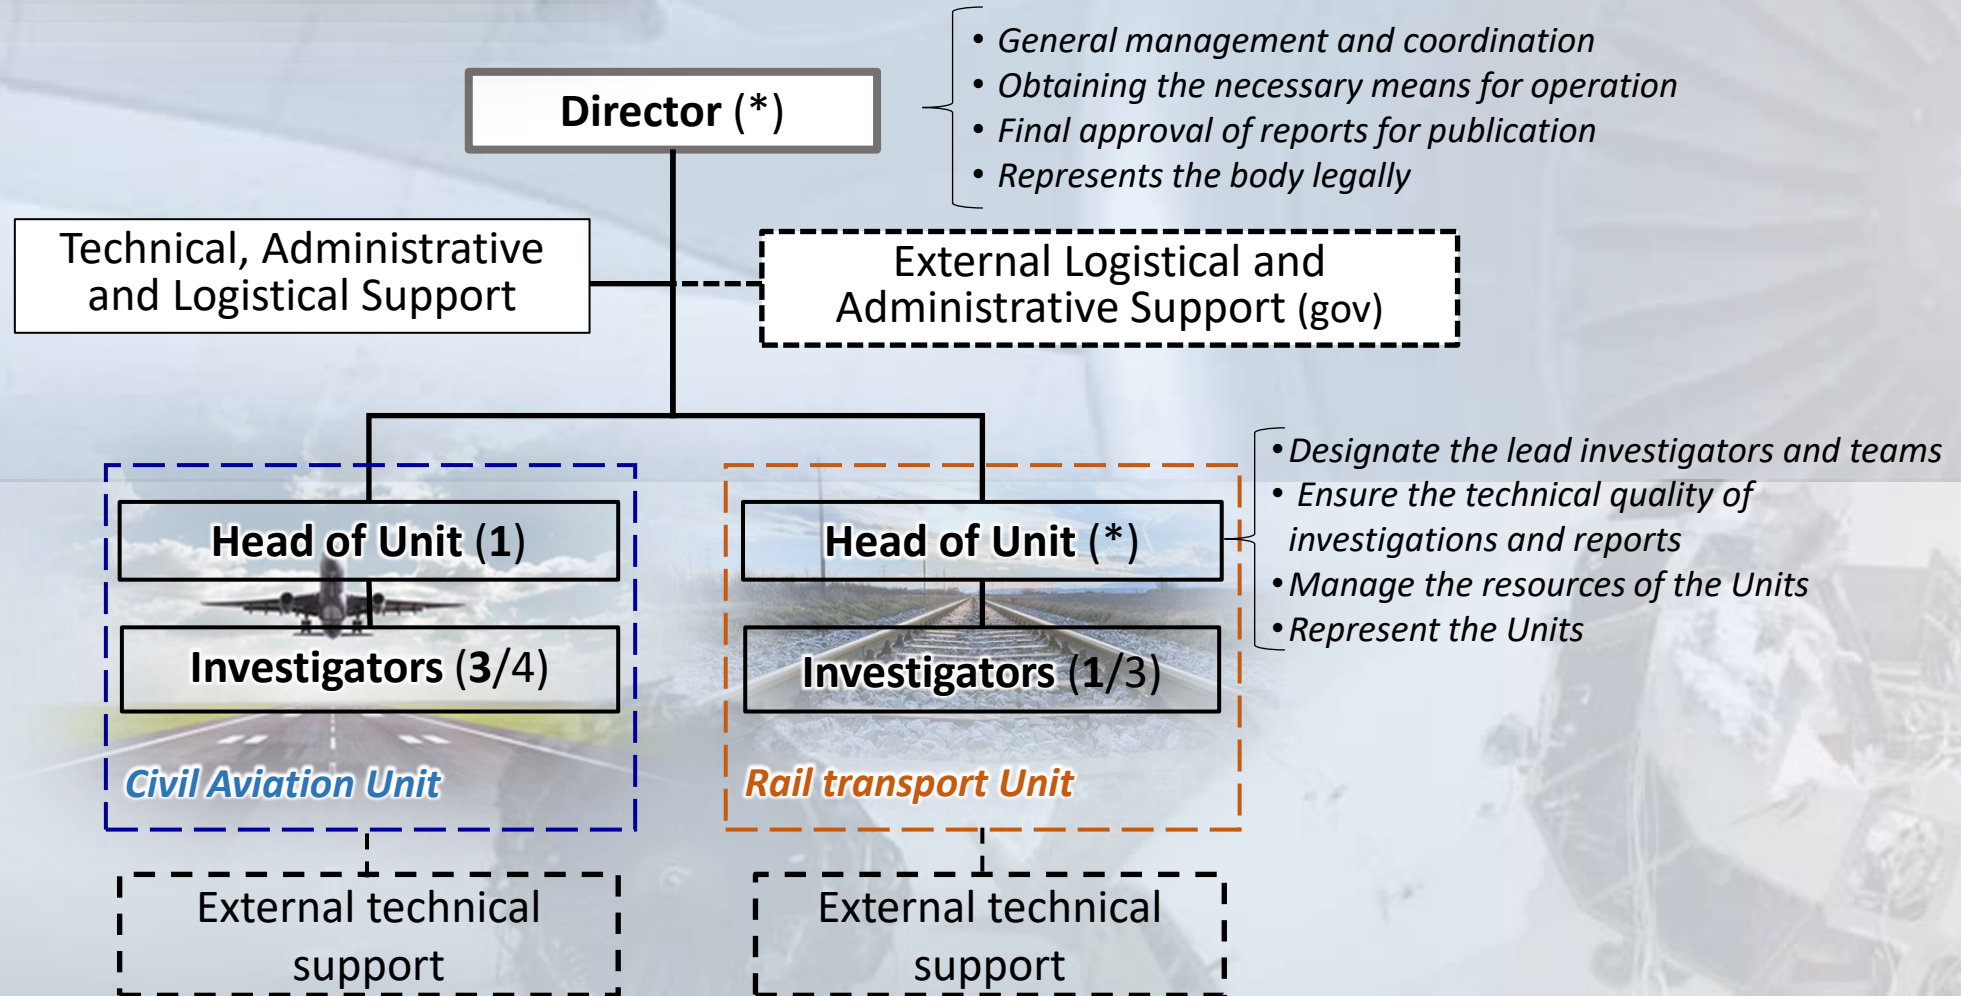 Director (*)
• General management and coordination
• Obtaining the necessary means for operation
• Final approval of reports for publication
• Represents the body legally
Technical, Administrative
and Logistical Support
External Logistical and
Administrative Support (gov)
Head of Unit (1)
Investigators (3/4)
Civil Aviation Unit
Head of Unit (*)
Investigators (1/3)
Rail transport Unit
• Designate the lead investigators and teams
• Ensure the technical quality of
investigations and reports
• Manage the resources of the Units
• Represent the Units
External technical
support
External technical
support